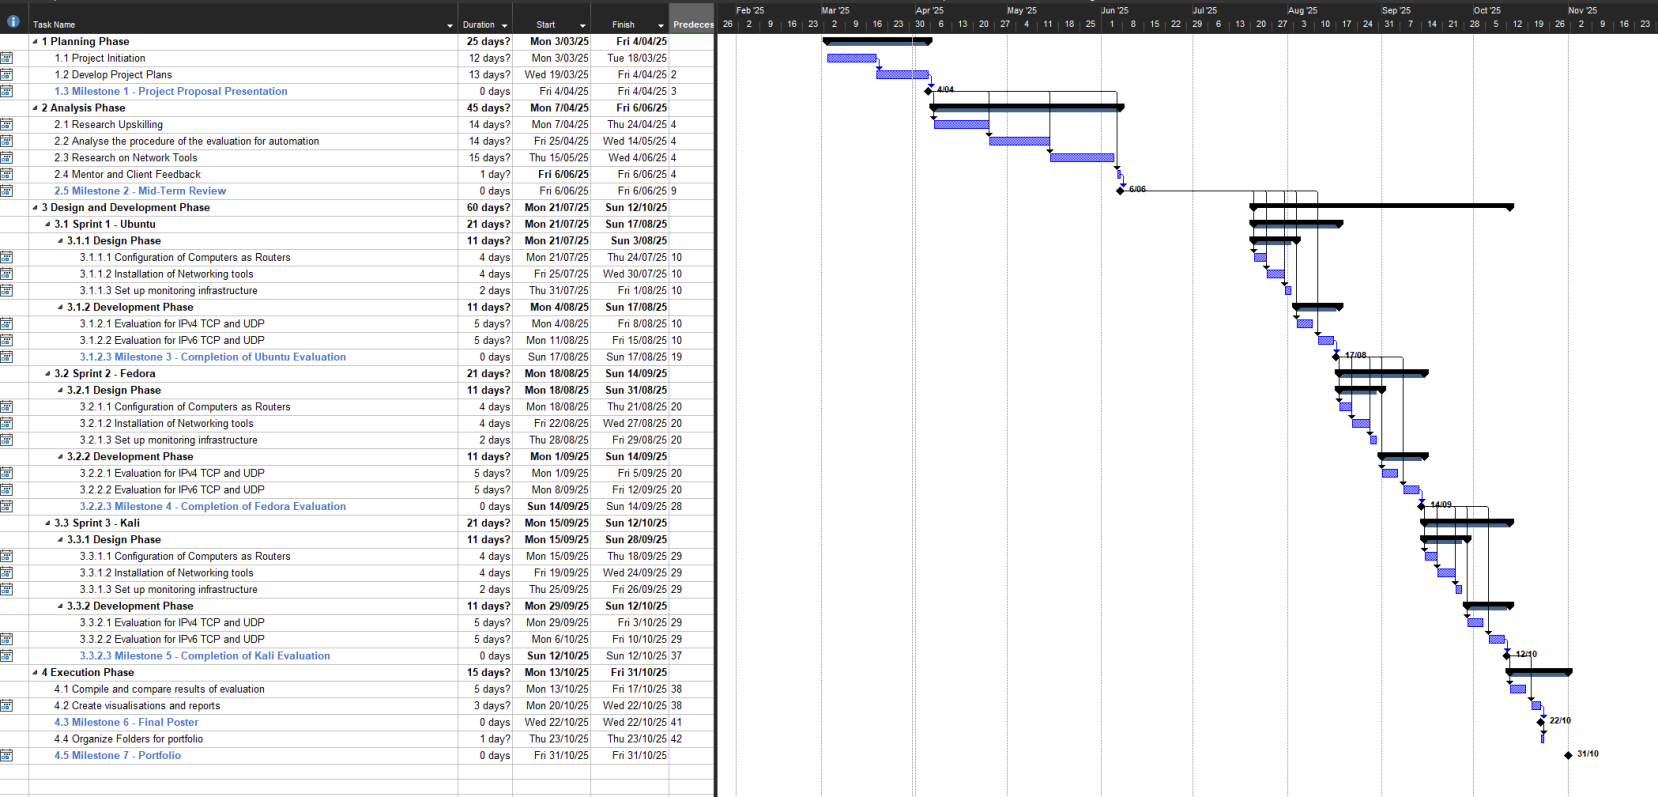 Task Name Duration Start Finish Predeces
1 Planning Phase 25 days? Mon 3/03/25 Fri 4/04/25
1.1 Project Initiation 12 days? Mon 3/03/25 Tue 18/03/25
1.2 Develop Project Plans 13 days? Wed 19/03/25 Fri 4/04/25 2
1.3 Milestone 1 - Project Proposal Presentation 0 days Fri 4/04/25 Fri 4/04/25 3
2 Analysis Phase 45 days? Mon 7/04/25 Fri 6/06/25
2.1 Research Upskilling 14 days? Mon 7/04/25 Thu 24/04/25 4
2.2 Analyse the procedure of the evaluation for automation 14 days? Fri 25/04/25 Wed 14/05/25 4
2.3 Research on Network Tools 15 days? Thu 15/05/25 Wed 4/06/25 4
2.4 Mentor and Client Feedback 1 day? Fri 6/06/25 Fri 6/06/25 4
2.5 Milestone 2 - Mid-Term Review 0 days Fri 6/06/25 Fri 6/06/25 9
3 Design and Development Phase 60 days? Mon 21/07/25 Sun 12/10/25
3.1 Sprint 1 - Ubuntu 21 days? Mon 21/07/25 Sun 17/08/25
3.1.1 Design Phase 11 days? Mon 21/07/25 Sun 3/08/25
3.1.1.1 Configuration of Computers as Routers 4 days Mon 21/07/25 Thu 24/07/25 10
3.1.1.2 Installation of Networking tools 4 days Fri 25/07/25 Wed 30/07/25 10
3.1.1.3 Set up monitoring infrastructure 2 days Thu 31/07/25 Fri 1/08/25 10
3.1.2 Development Phase 11 days? Mon 4/08/25 Sun 17/08/25
3.1.2.1 Evaluation for IPv4 TCP and UDP 5 days? Mon 4/08/25 Fri 8/08/25 10
3.1.2.2 Evaluation for IPv6 TCP and UDP 5 days? Mon 11/08/25 Fri 15/08/25 10
3.1.2.3 Milestone 3 - Completion of Ubuntu Evaluation 0 days Sun 17/08/25 Sun 17/08/25 19
3.2 Sprint 2 - Fedora 21 days? Mon 18/08/25 Sun 14/09/25
3.2.1 Design Phase 11 days? Mon 18/08/25 Sun 31/08/25
3.2.1.1 Configuration of Computers as Routers 4 days Mon 18/08/25 Thu 21/08/25 20
3.2.1.2 Installation of Networking tools 4 days Fri 22/08/25 Wed 27/08/25 20
3.2.1.3 Set up monitoring infrastructure 2 days Thu 28/08/25 Fri 29/08/25 20
3.2.2 Development Phase 11 days? Mon 1/09/25 Sun 14/09/25
3.2.2.1 Evaluation for IPv4 TCP and UDP 5 days? Mon 1/09/25 Fri 5/09/25 20
3.2.2.2 Evaluation for IPv6 TCP and UDP 5 days? Mon 8/09/25 Fri 12/09/25 20
3.2.2.3 Milestone 4 - Completion of Fedora Evaluation 0 days Sun 14/09/25 Sun 14/09/25 28
3.3 Sprint 3 - Kali 21 days? Mon 15/09/25 Sun 12/10/25
3.3.1 Design Phase 11 days? Mon 15/09/25 Sun 28/09/25
3.3.1.1 Configuration of Computers as Routers 4 days Mon 15/09/25 Thu 18/09/25 29
3.3.1.2 Installation of Networking tools 4 days Fri 19/09/25 Wed 24/09/25 29
3.3.1.3 Set up monitoring infrastructure 2 days Thu 25/09/25 Fri 26/09/25 29
3.3.2 Development Phase 11 days? Mon 29/09/25 Sun 12/10/25
3.3.2.1 Evaluation for IPv4 TCP and UDP 5 days? Mon 29/09/25 Fri 3/10/25 29
3.3.2.2 Evaluation for IPv6 TCP and UDP 5 days? Mon 6/10/25 Fri 10/10/25 29
3.3.2.3 Milestone 5 - Completion of Kali Evaluation 0 days Sun 12/10/25 Sun 12/10/25 37
4 Execution Phase 15 days? Mon 13/10/25 Fri 31/10/25
4.1 Compile and compare results of evaluation 5 days? Mon 13/10/25 Fri 17/10/25 38
4.2 Create visualisations and reports 3 days? Mon 20/10/25 Wed 22/10/25 38
4.3 Milestone 6 - Final Poster 0 days Wed 22/10/25 Wed 22/10/25 41
4.4 Organize Folders for portfolio 1 day? Thu 23/10/25 Thu 23/10/25 42
4.5 Milestone 7 - Portfolio 0 days Fri 31/10/25 Fri 31/10/25
Feb '25 Mar '25 Apr '25 May '25 Jun '25 Jul '25 Aug '25 Sep '25 Oct '25 Nov '25
26 2 9 16 23 2 9 16 23 30 6 13 20 27 4 11 18 25 1 8 15 22 29 6 13 20 27 3 10 17 24 31 7 14 21 28 5 12 19 26 2 9 16 23
4/04
6/06
17/08
14/09
12/10
22/10
31/10